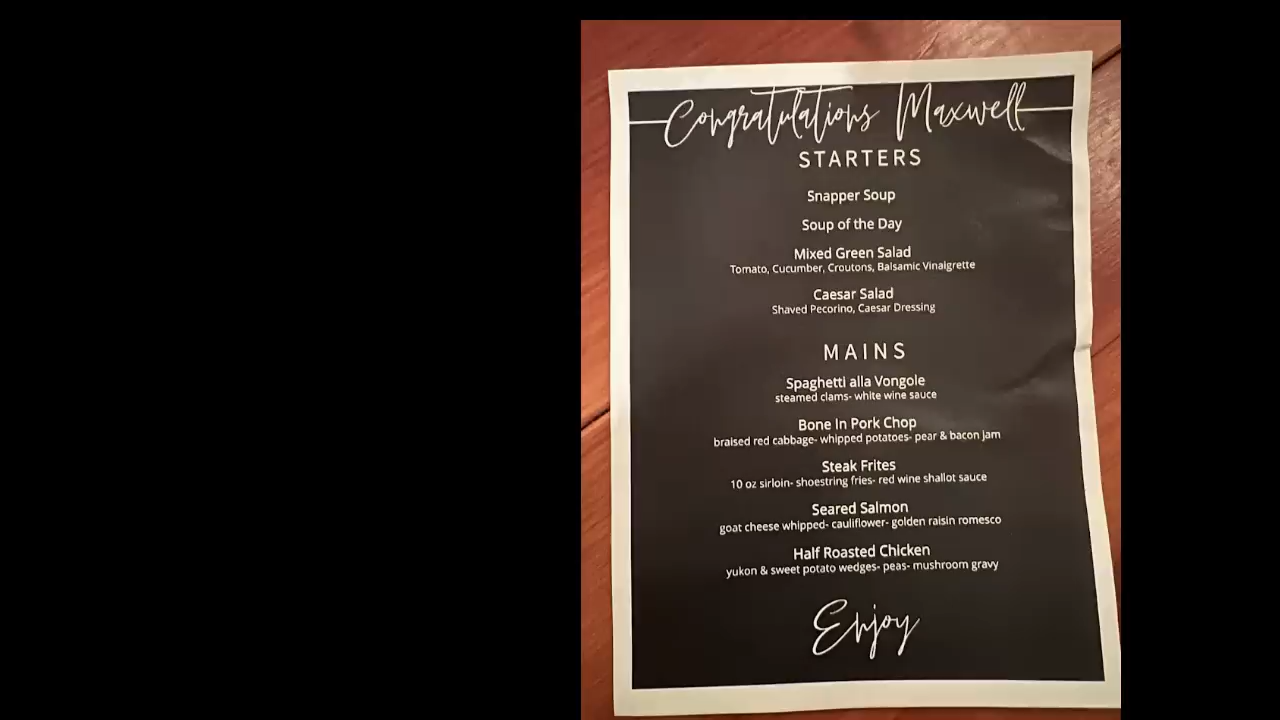 Congratulations Maxwell
STARTERS
Snapper Soup
Soup of the Day
Mixed Green Salad
Tomato, Cucumber, Croutons, Balsamic Vinaigrette
Caesar Salad
Shaved Pecorino, Caesar Dressing
MAINS
Spaghetti alla Vongole
steamed clams- white wine sauce
Bone In Pork Chop
braised red cabbage- whipped potatoes- pear & bacon jam
Steak Frites
10 oz sirloin- shoestring fries- red wine shallot sauce
Seared Salmon
goat cheese whipped- cauliflower- golden raisin romesco
Half Roasted Chicken
yukon & sweet potato wedges- peas- mushroom gravy
Enjoy